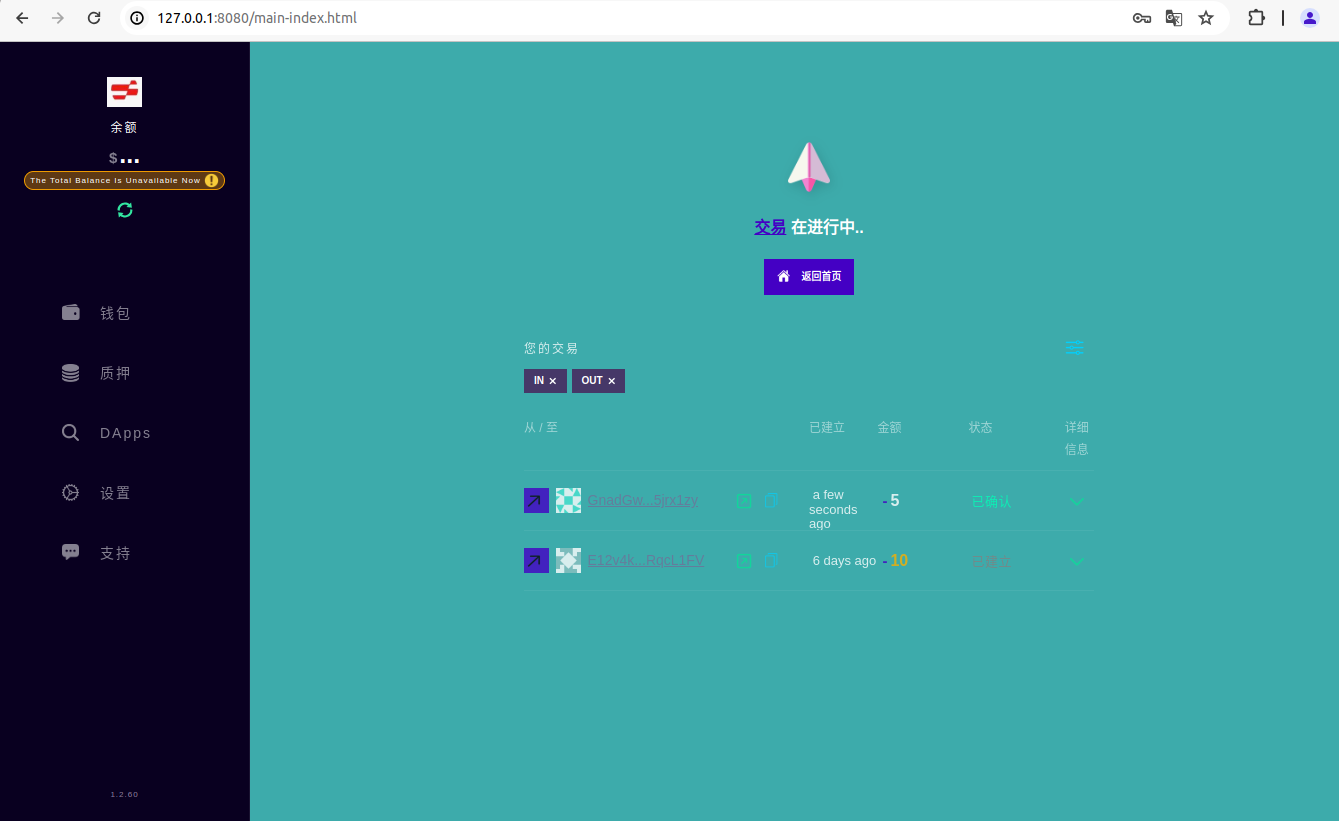 127.0.0.1:8080/main-index.html
余额
$...
The Total Balance Is Unavailable Now
钱包
质押
DApps
设置
支持
1.2.60
交易 在进行中..
返回首页
您的交易
IN × OUT ×
从 / 至 已建立 金额 状态 详细信息
GnadGw...5jrx1zy a few seconds ago - 5 已确认
E12v4k...RqcL1FV 6 days ago - 10 已建立